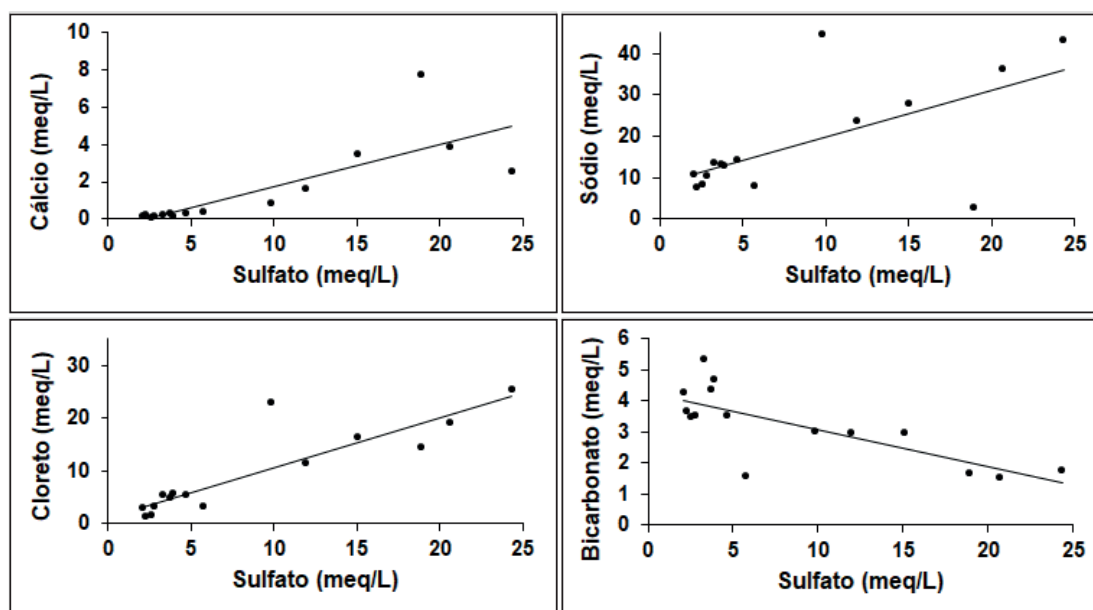 Cálcio (meq/L)
10
8
6
4
2
0
0 5 10 15 20 25
Sulfato (meq/L)
Sódio (meq/L)
40
30
20
10
0
0 5 10 15 20 25
Sulfato (meq/L)
Cloreto (meq/L)
30
20
10
0
0 5 10 15 20 25
Sulfato (meq/L)
Bicarbonato (meq/L)
6
5
4
3
2
1
0
0 5 10 15 20 25
Sulfato (meq/L)